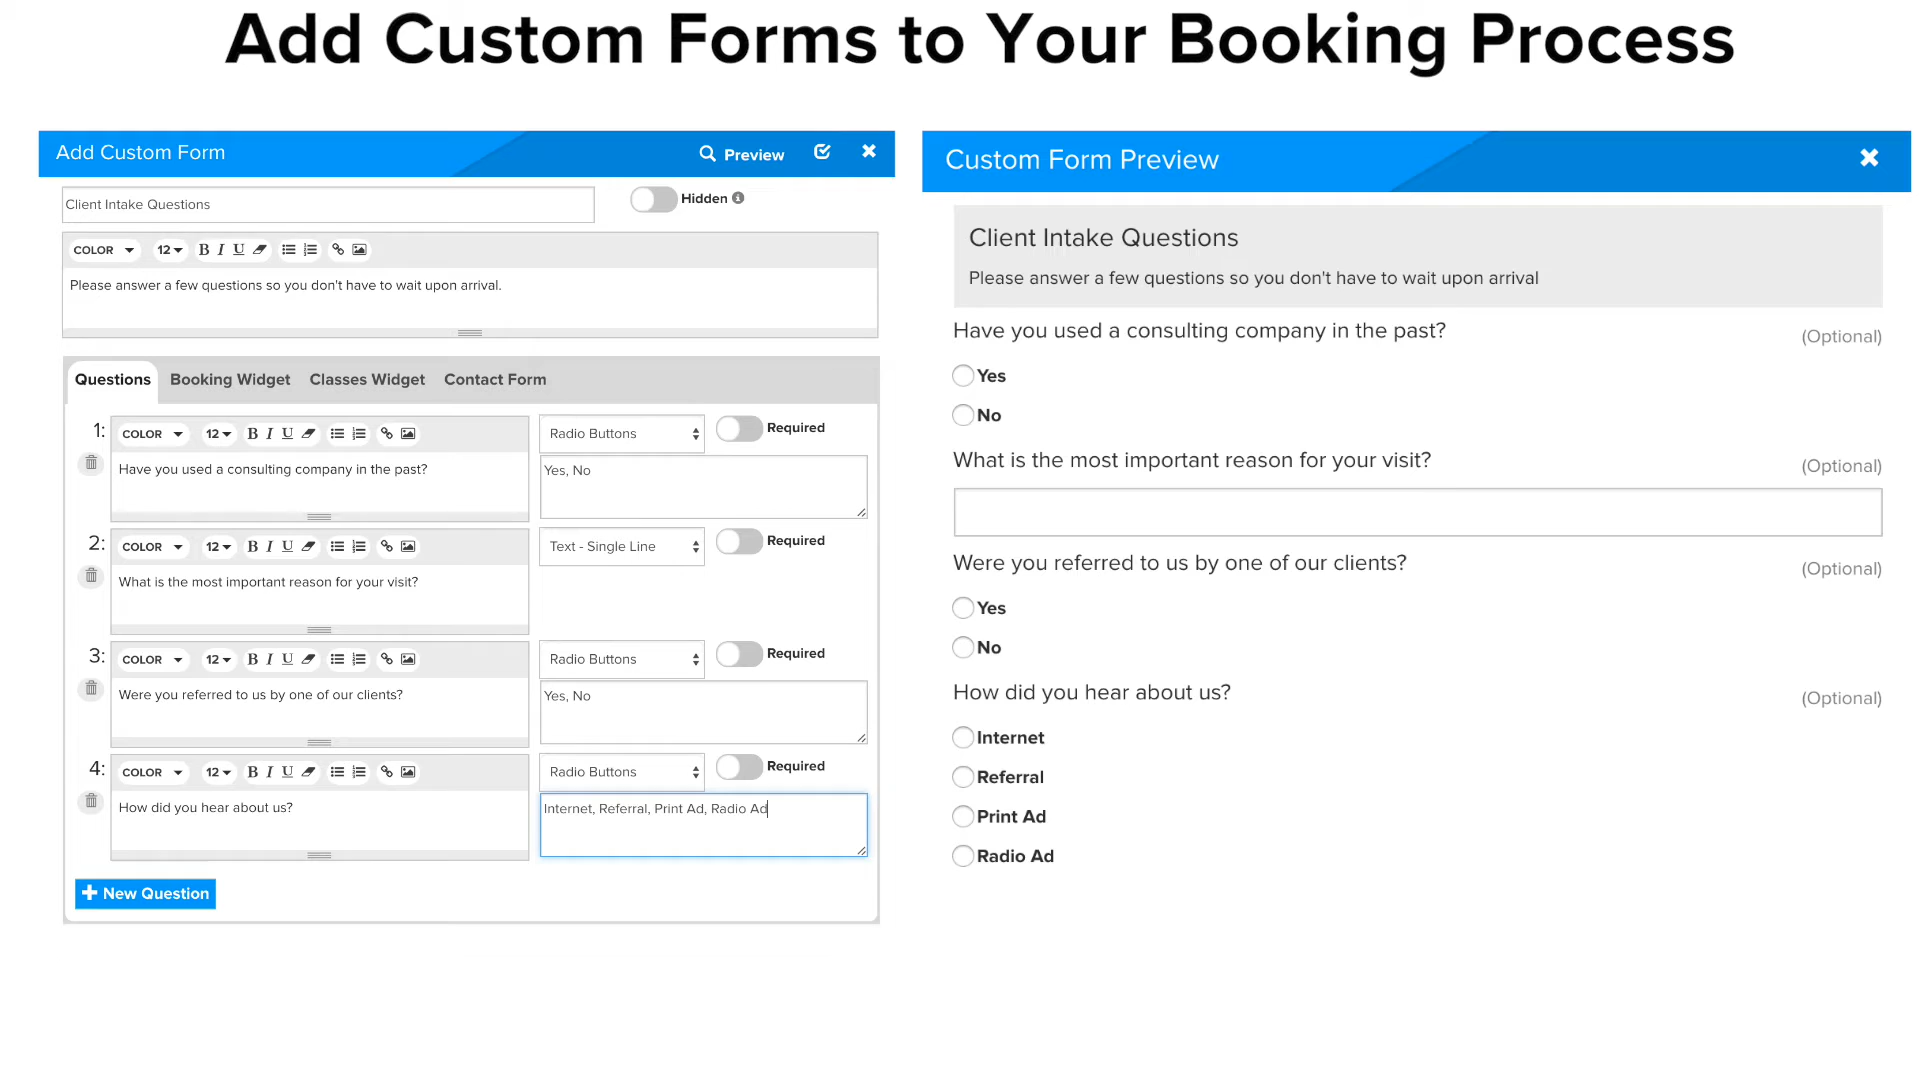 Add Custom Forms to Your Booking Process
Add Custom Form
Preview
Client Intake Questions
Hidden
COLOR 12 B I U
Please answer a few questions so you don't have to wait upon arrival.
Questions Booking Widget Classes Widget Contact Form
1:
COLOR 12 B I U
Radio Buttons
Required
Have you used a consulting company in the past?
Yes, No
2:
COLOR 12 B I U
Text - Single Line
Required
What is the most important reason for your visit?
3:
COLOR 12 B I U
Radio Buttons
Required
Were you referred to us by one of our clients?
Yes, No
4:
COLOR 12 B I U
Radio Buttons
Required
How did you hear about us?
Internet, Referral, Print Ad, Radio Ad
New Question
Custom Form Preview
Client Intake Questions
Please answer a few questions so you don't have to wait upon arrival
Have you used a consulting company in the past?
(Optional)
Yes
No
What is the most important reason for your visit?
(Optional)
Were you referred to us by one of our clients?
(Optional)
Yes
No
How did you hear about us?
(Optional)
Internet
Referral
Print Ad
Radio Ad